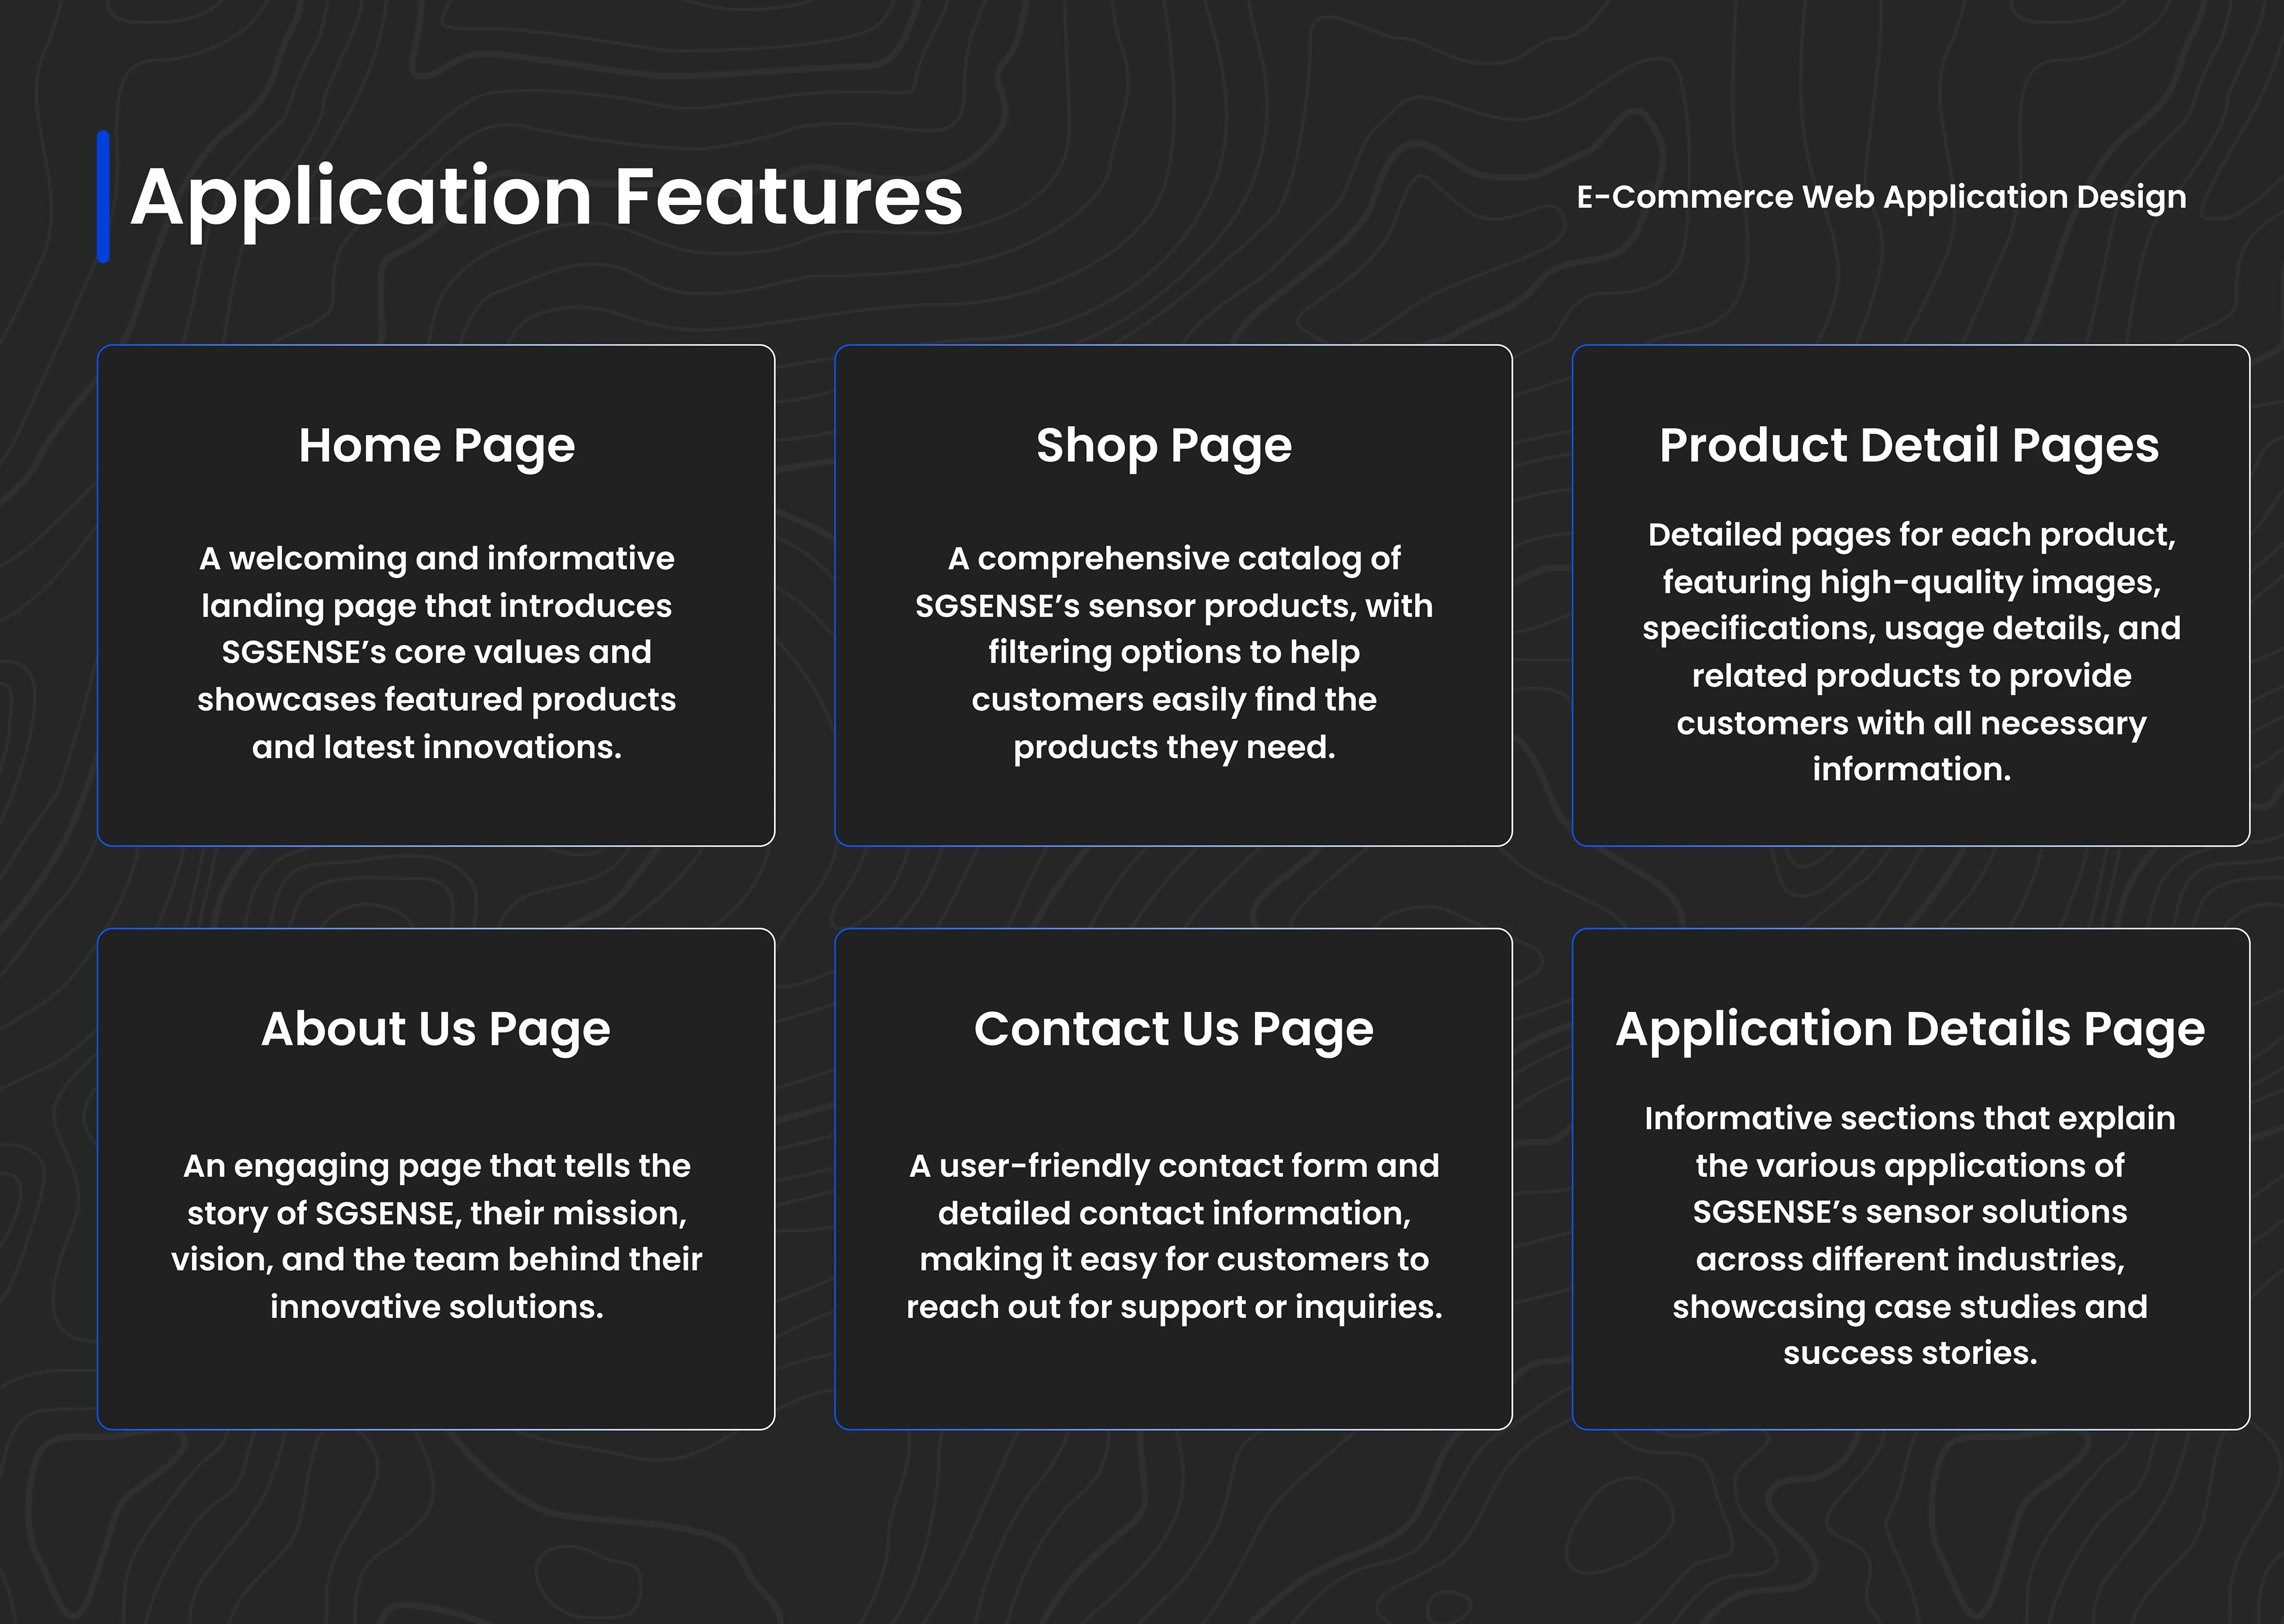 Application Features
E-Commerce Web Application Design
Home Page
A welcoming and informative
landing page that introduces
SGSENSE’s core values and
showcases featured products
and latest innovations.
Shop Page
A comprehensive catalog of
SGSENSE’s sensor products, with
filtering options to help
customers easily find the
products they need.
Product Detail Pages
Detailed pages for each product,
featuring high-quality images,
specifications, usage details, and
related products to provide
customers with all necessary
information.
About Us Page
An engaging page that tells the
story of SGSENSE, their mission,
vision, and the team behind their
innovative solutions.
Contact Us Page
A user-friendly contact form and
detailed contact information,
making it easy for customers to
reach out for support or inquiries.
Application Details Page
Informative sections that explain
the various applications of
SGSENSE’s sensor solutions
across different industries,
showcasing case studies and
success stories.